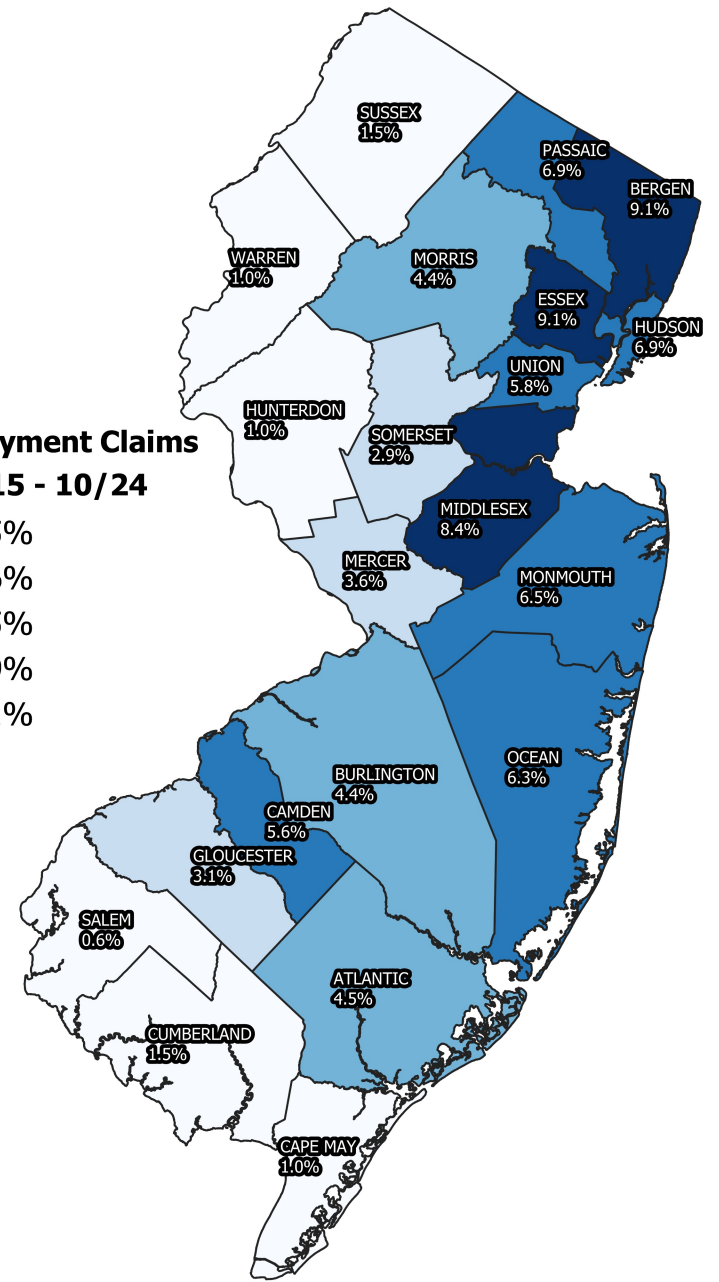 SUSSEX
1.5%
PASSAIC
6.9%
BERGEN
9.1%
WARREN
1.0%
MORRIS
4.4%
ESSEX
9.1%
HUDSON
6.9%
UNION
5.8%
HUNTERDON
1.0%
SOMERSET
2.9%
yment Claims
15 - 10/24
MIDDLESEX
8.4%
MERCER
3.6%
MONMOUTH
6.5%
%
%
%
%
%
OCEAN
6.3%
BURLINGTON
4.4%
CAMDEN
5.6%
GLOUCESTER
3.1%
SALEM
0.6%
ATLANTIC
4.5%
CUMBERLAND
1.5%
CAPE MAY
1.0%